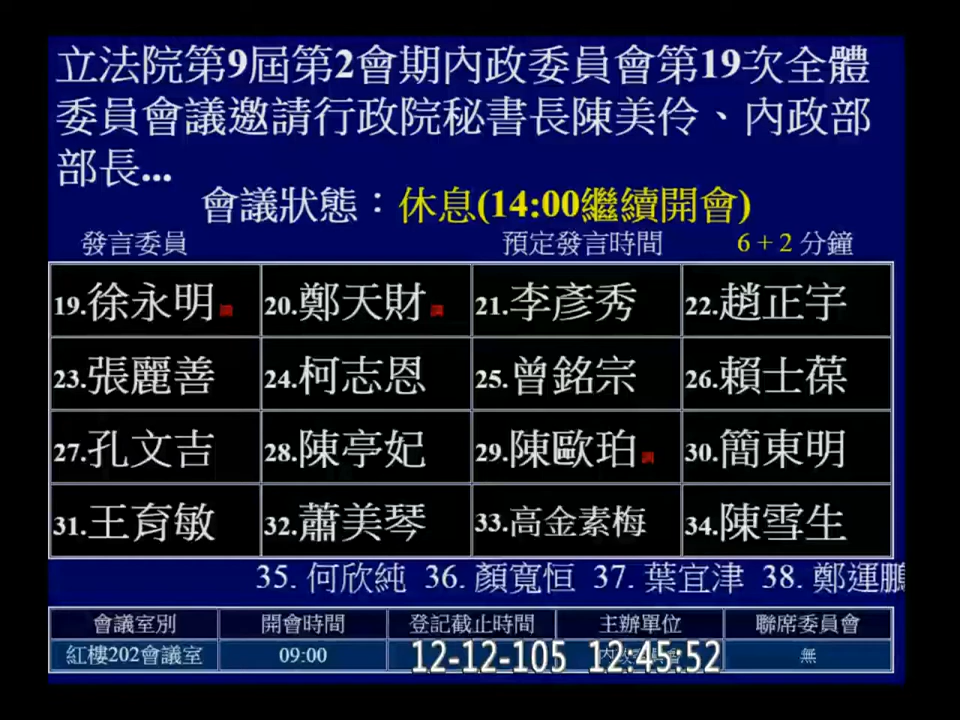 立法院第9屆第2會期內政委員會第19次全體
委員會議邀請行政院秘書長陳美伶、內政部
部長...
會議狀態：休息(14:00繼續開會)
發言委員 預定發言時間 6 + 2 分鐘
19.徐永明 20.鄭天財 21.李彥秀 22.趙正宇
23.張麗善 24.柯志恩 25.曾銘宗 26.賴士葆
27.孔文吉 28.陳亭妃 29.陳歐珀 30.簡東明
31.王育敏 32.蕭美琴 33.高金素梅 34.陳雪生
35. 何欣純 36. 顏寬恒 37. 葉宜津 38. 鄭運鵬
會議室別 開會時間 登記截止時間 主辦單位 聯席委員會
紅樓202會議室 09:00 無
12-12-105 12:45:52